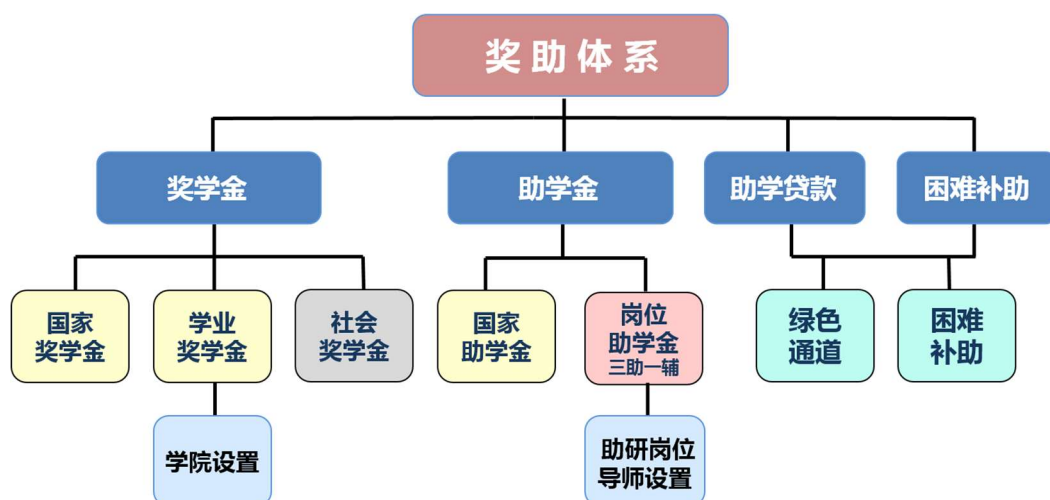 奖助体系
奖学金
助学金
助学贷款
困难补助
国家
奖学金
学业
奖学金
社会
奖学金
国家
助学金
岗位
助学金
三助一辅
绿色
通道
困难
补助
学院设置
助研岗位
导师设置